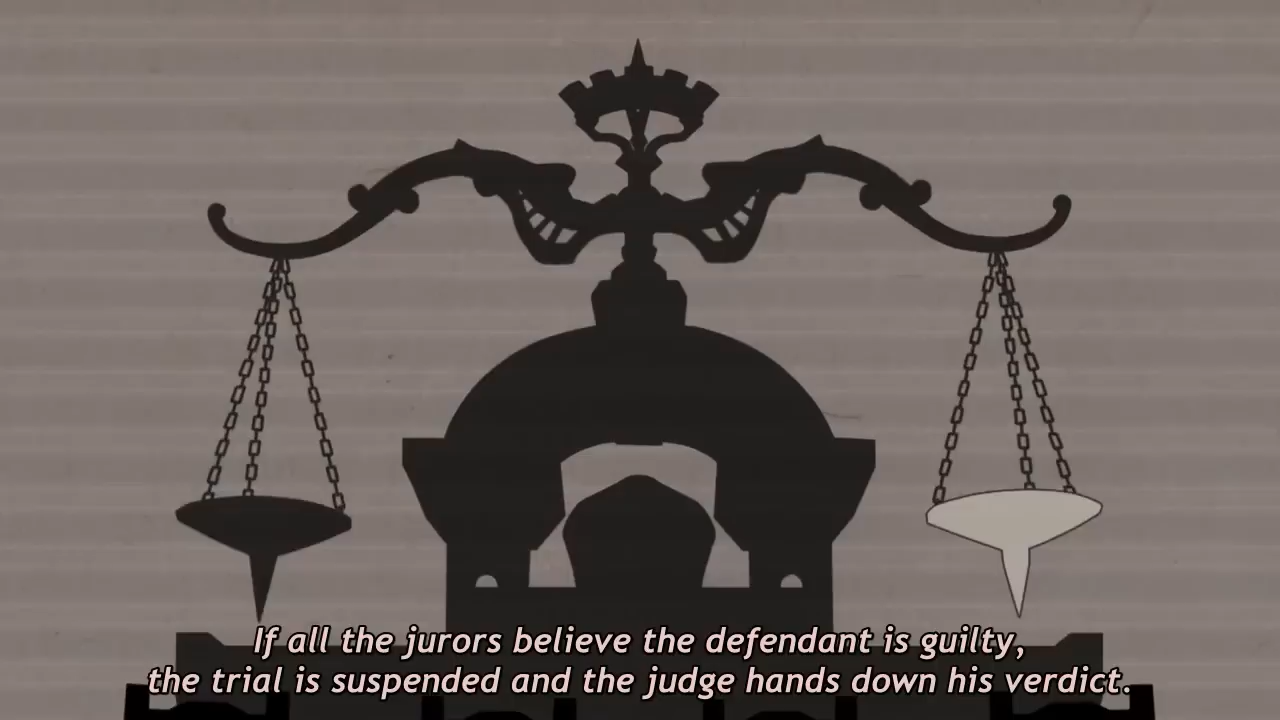 If all the jurors believe the defendant is guilty,
the trial is suspended and the judge hands down his verdict.